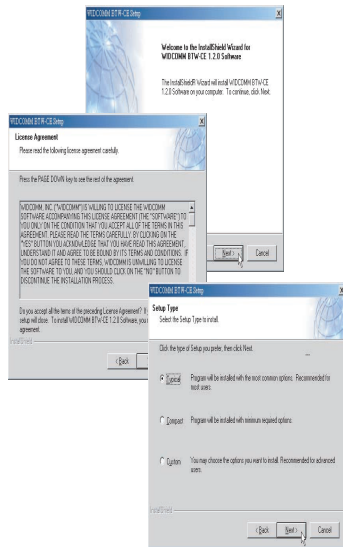 WIDCOMM BTW-CE Setup
Welcome to the InstallShield Wizard for
WIDCOMM BTW-CE 1.2.0 Software
The InstallShieldR Wizard will install WIDCOMM BTW-CE
1.2.0 Software on your computer. To continue, click Next.
Next >
Cancel
WIDCOMM BTW-CE Setup
License Agreement
Please read the following license agreement carefully.
Press the PAGE DOWN key to see the rest of the agreement.
WIDCOMM, INC. ("WIDCOMM") IS WILLING TO LICENSE THE WIDCOMM
SOFTWARE ACCOMPANYING THIS LICENSE AGREEMENT (THE "SOFTWARE") TO
YOU ONLY ON THE CONDITION THAT YOU ACCEPT ALL OF THE TERMS IN THIS
AGREEMENT. PLEASE READ THE TERMS CAREFULLY. BY CLICKING ON THE
"YES" BUTTON YOU ACKNOWLEDGE THAT YOU HAVE READ THIS AGREEMENT,
UNDERSTAND IT AND AGREE TO BE BOUND BY ITS TERMS AND CONDITIONS. IF
YOU DO NOT AGREE TO THESE TERMS, WIDCOMM IS UNWILLING TO LICENSE
THE SOFTWARE TO YOU, AND YOU SHOULD CLICK ON THE "NO" BUTTON TO
DISCONTINUE THE INSTALLATION PROCESS.
Do you accept all the terms of the preceding License Agreement? If
setup will close. To install WIDCOMM BTW-CE 1.2.0 Software, you
agreement.
InstallShield
< Back
WIDCOMM BTW-CE Setup
Setup Type
Select the Setup Type to install.
Click the type of Setup you prefer, then click Next.
Typical Program will be installed with the most common options. Recommended for
most users.
Compact Program will be installed with minimum required options.
Custom You may choose the options you want to install. Recommended for advanced
users.
InstallShield
< Back Next > Cancel